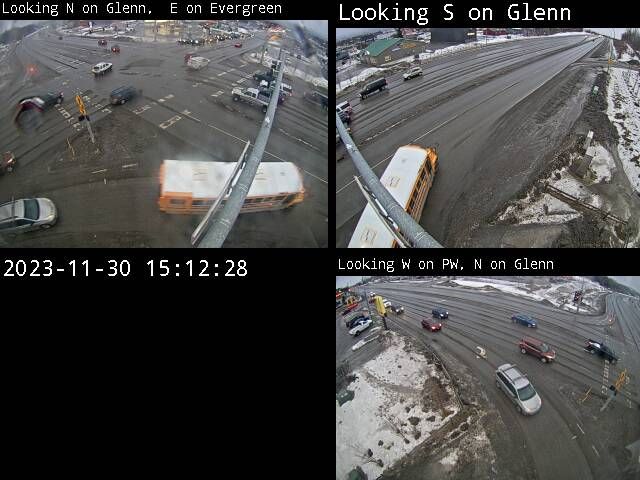 Looking N on Glenn,  E on Evergreen
Looking S on Glenn
2023-11-30 15:12:28
Looking W on PW, N on Glenn